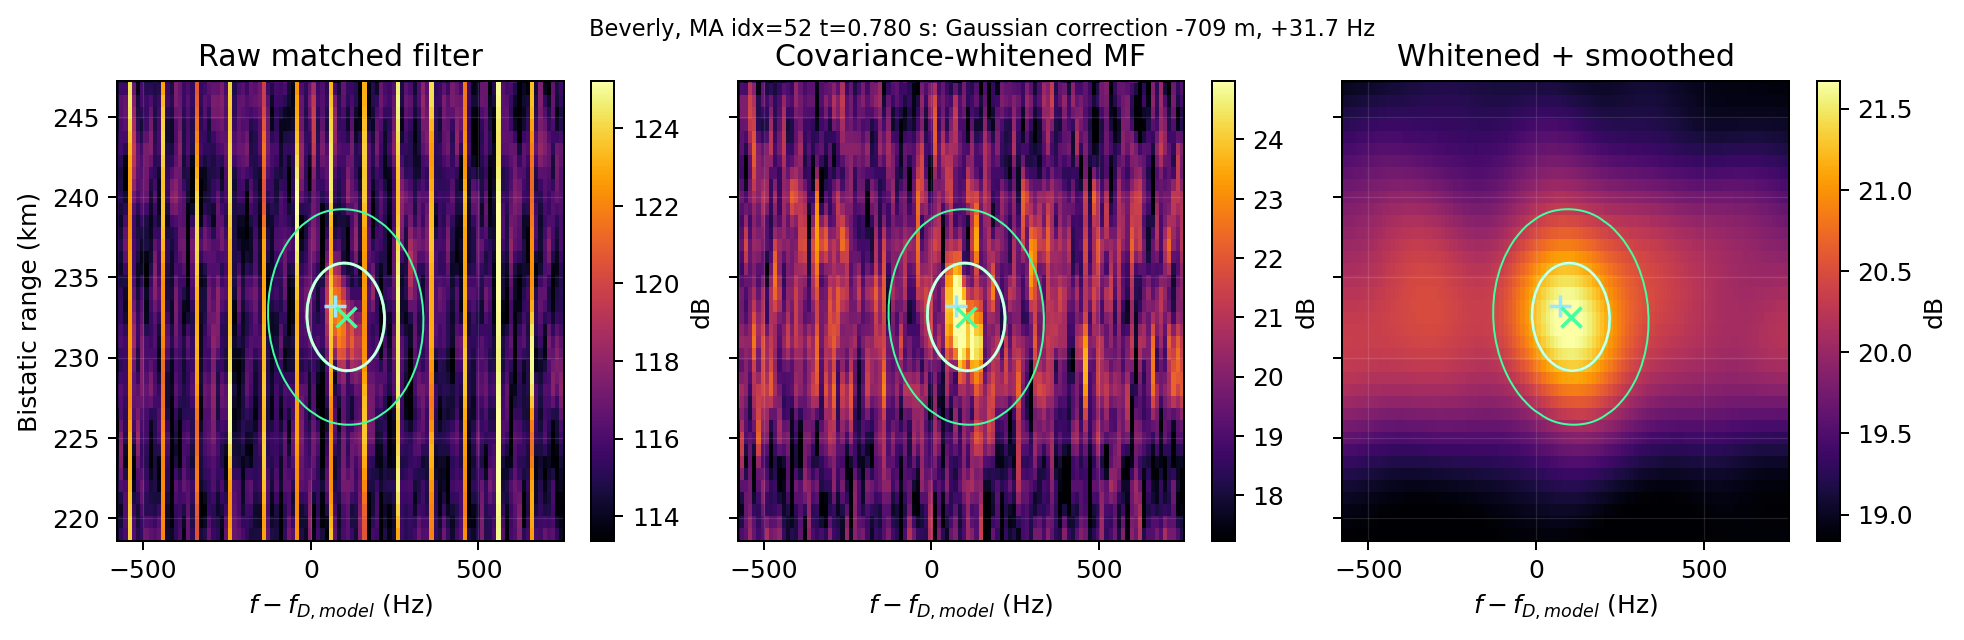 Beverly, MA idx=52 t=0.780 s: Gaussian correction -709 m, +31.7 Hz
Raw matched filter
Covariance-whitened MF
Whitened + smoothed
Bistatic range (km)
245
240
235
230
225
220
−500 0 500
f − f_{D, model} (Hz)
124
122
120
118
116
114
dB
−500 0 500
f − f_{D, model} (Hz)
24
23
22
21
20
19
18
dB
−500 0 500
f − f_{D, model} (Hz)
21.5
21.0
20.5
20.0
19.5
19.0
dB